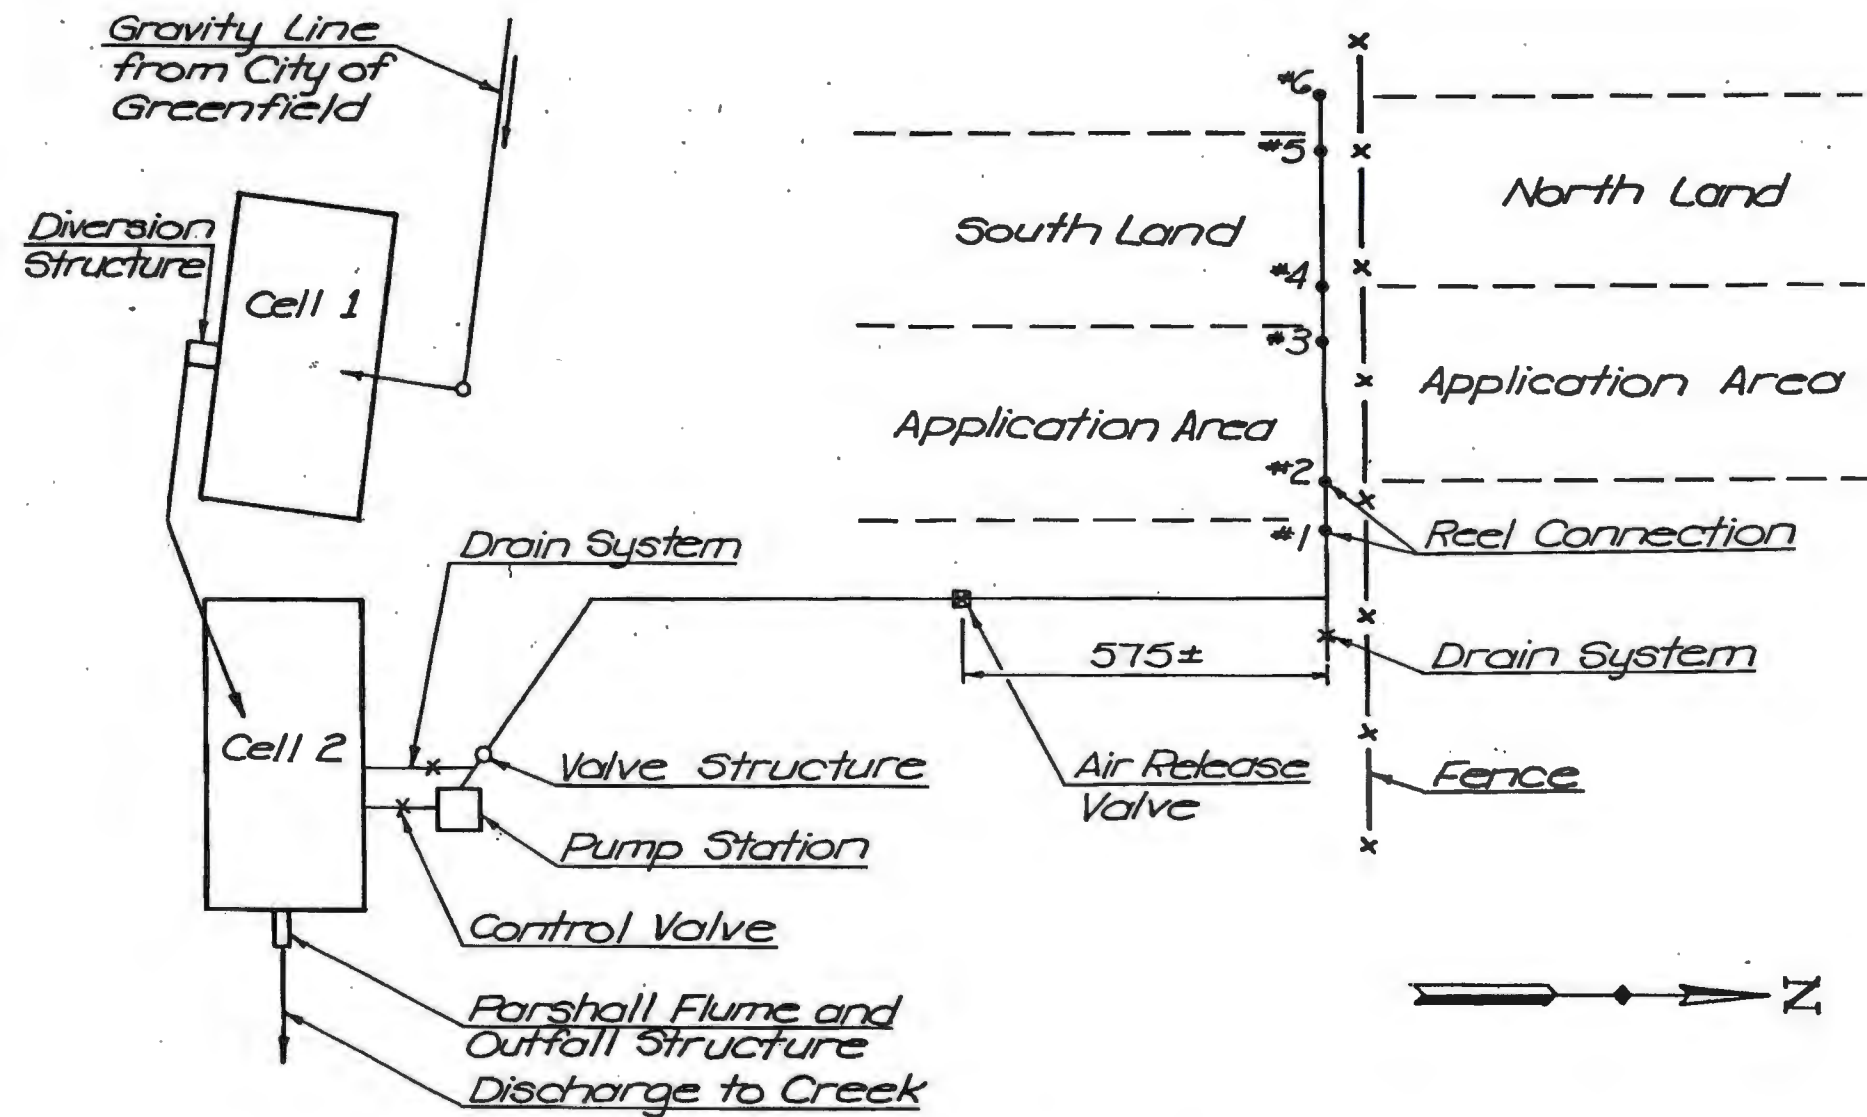 Gravity Line
from City of
Greenfield
Diversion
Structure
Cell 1
#6
#5
South Land
North Land
#4
#3
Application Area
Application Area
#2
#1
Reel Connection
Drain System
575±
Drain System
Cell 2
Valve Structure
Air Release
Valve
Fence
Pump Station
Control Valve
Parshall Flume and
Outfall Structure
Discharge to Creek
N